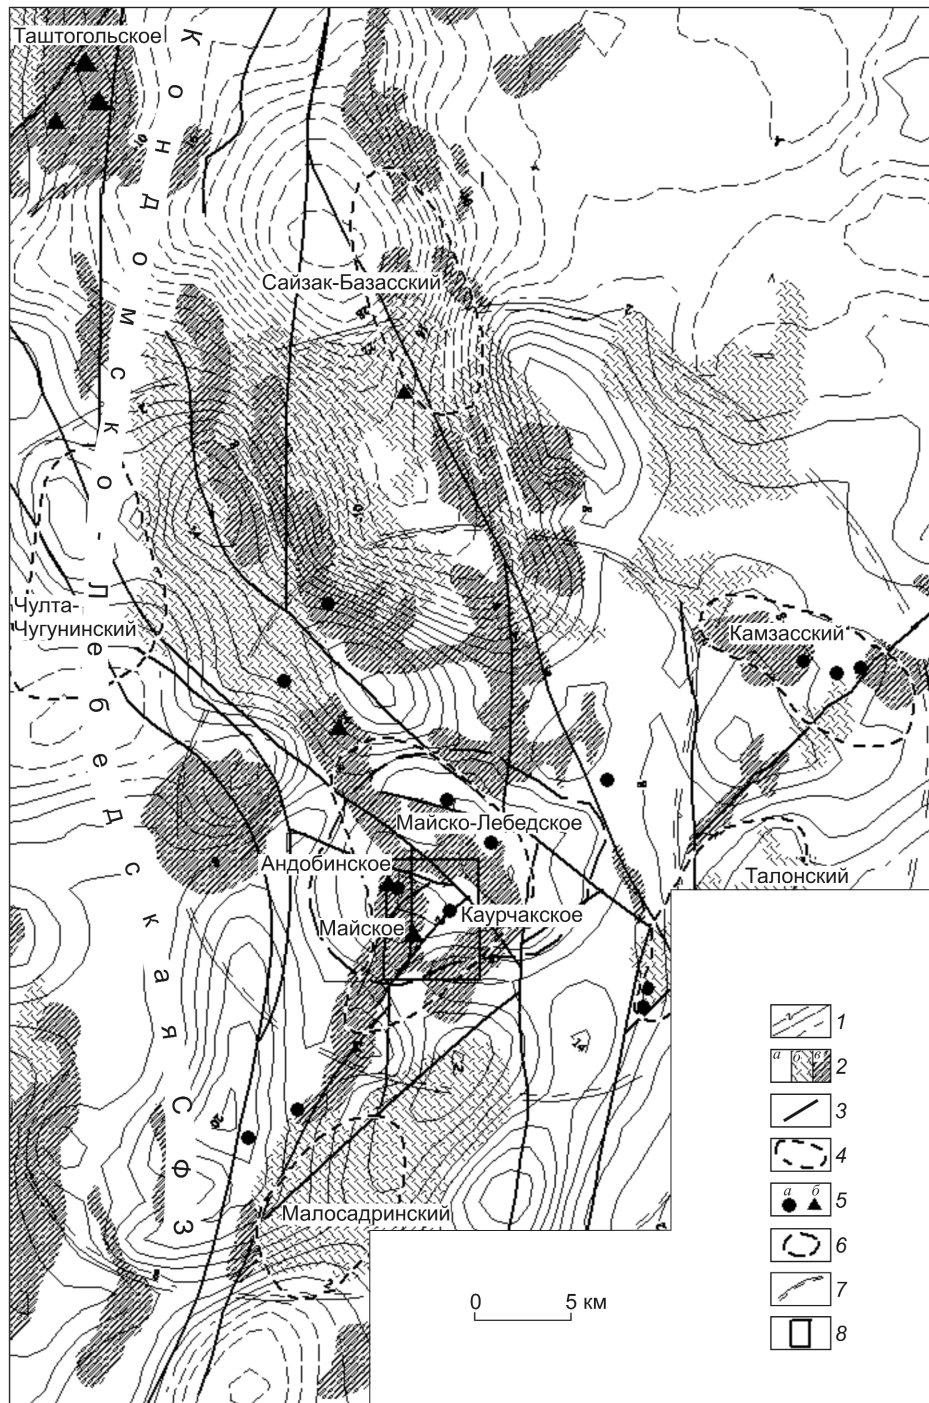 Таштогольское
Кондомско-Лебедская СФЗ
Сайзак-Базасский
Чулта-
Чугунинский
Камзасский
Майско-Лебедское
Андобинское
Талонский
Каурчакское
Майское
Малосадринский
20
0 5 км
1
а б в 2
3
4
а б 5
6
7
8